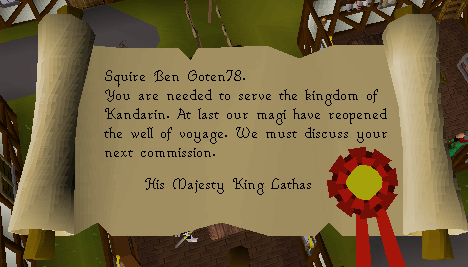 Squire Ben Goten78.
You are needed to serve the kingdom of
Kandarin. At last our magi have reopened
the well of voyage. We must discuss your
next commission.
His Majesty King Lathas